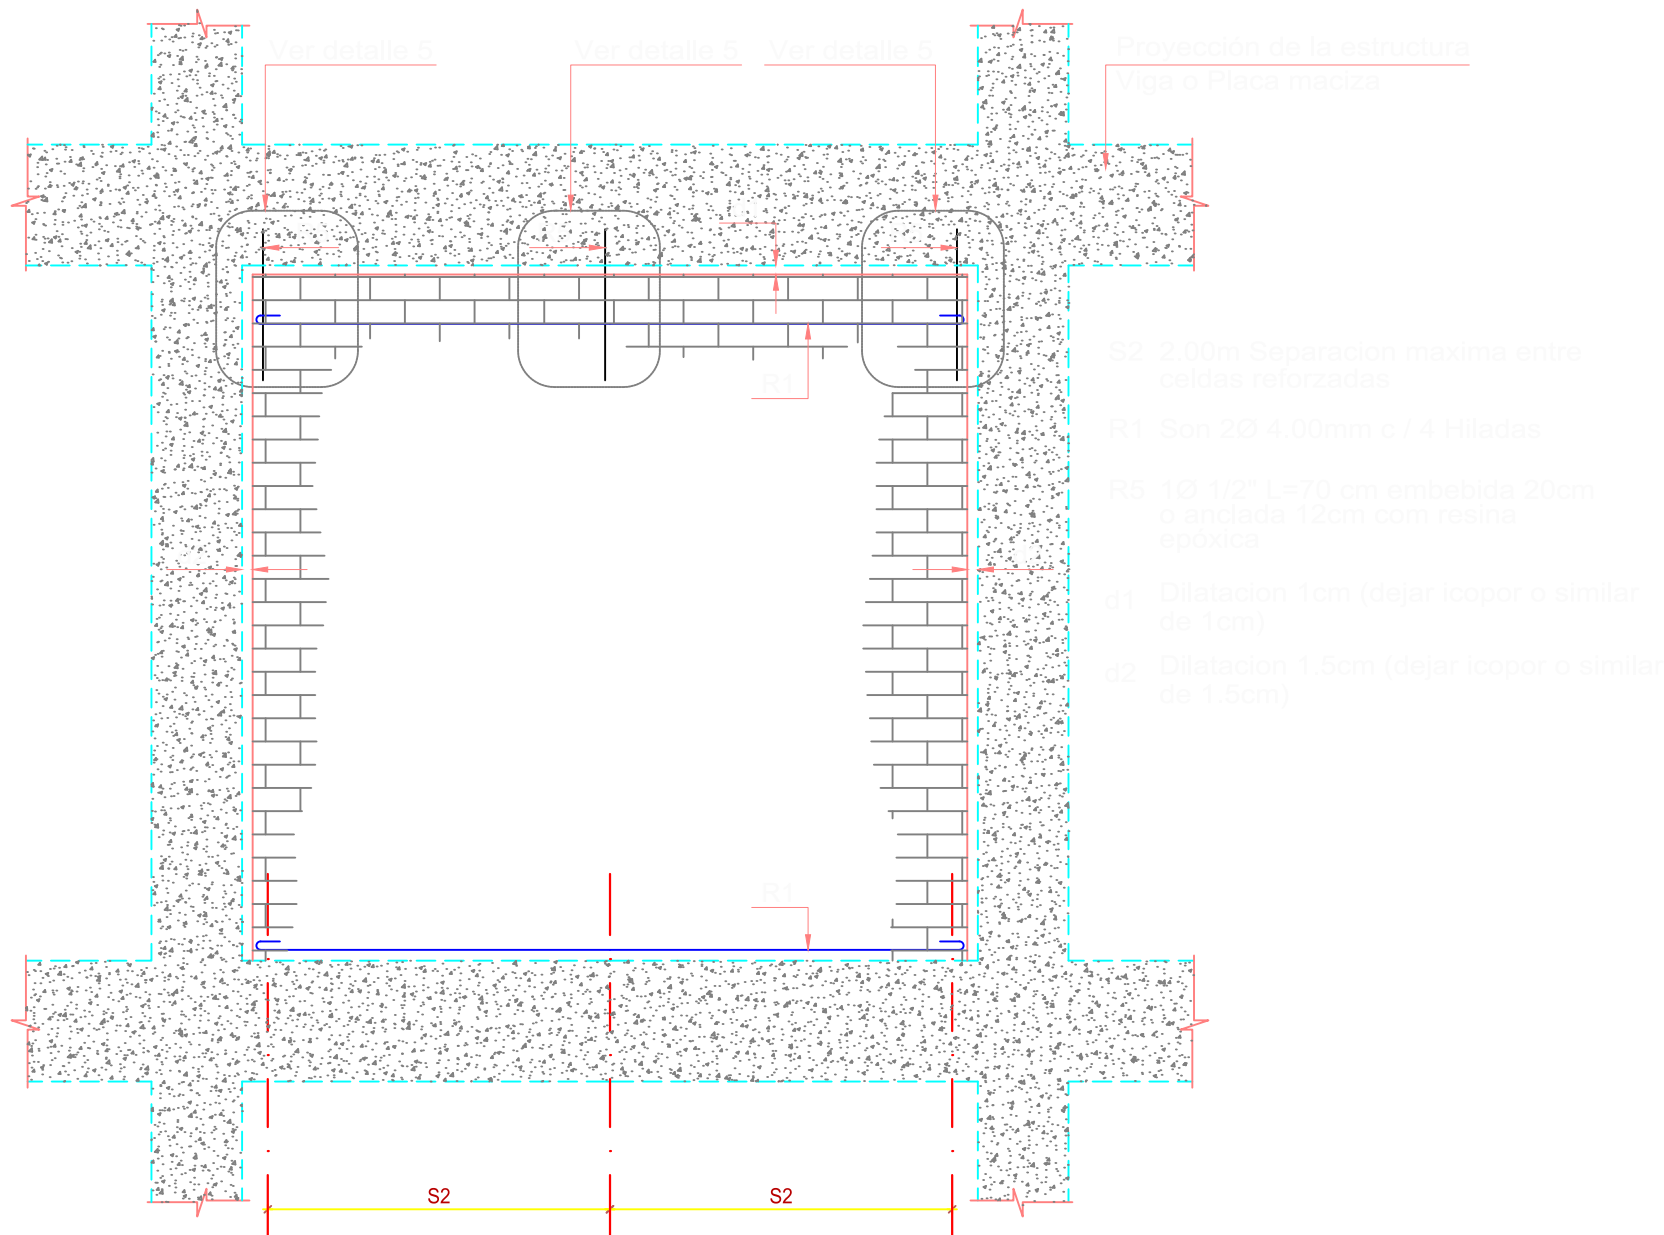 Ver detalle 5
Ver detalle 5
Ver detalle 5
Proyección de la estructura
Viga o Placa maciza
R1
S2 2.00m Separacion maxima entre
celdas reforzadas
R1 Son 2Ø 4.00mm c / 4 Hiladas
R5 1Ø 1/2" L=70 cm embebida 20cm
o anclada 12cm com resina
epóxica
d1 Dilatacion 1cm (dejar icopor o similar
de 1cm)
d2 Dilatacion 1.5cm (dejar icopor o similar
de 1.5cm)
R1
S2
S2